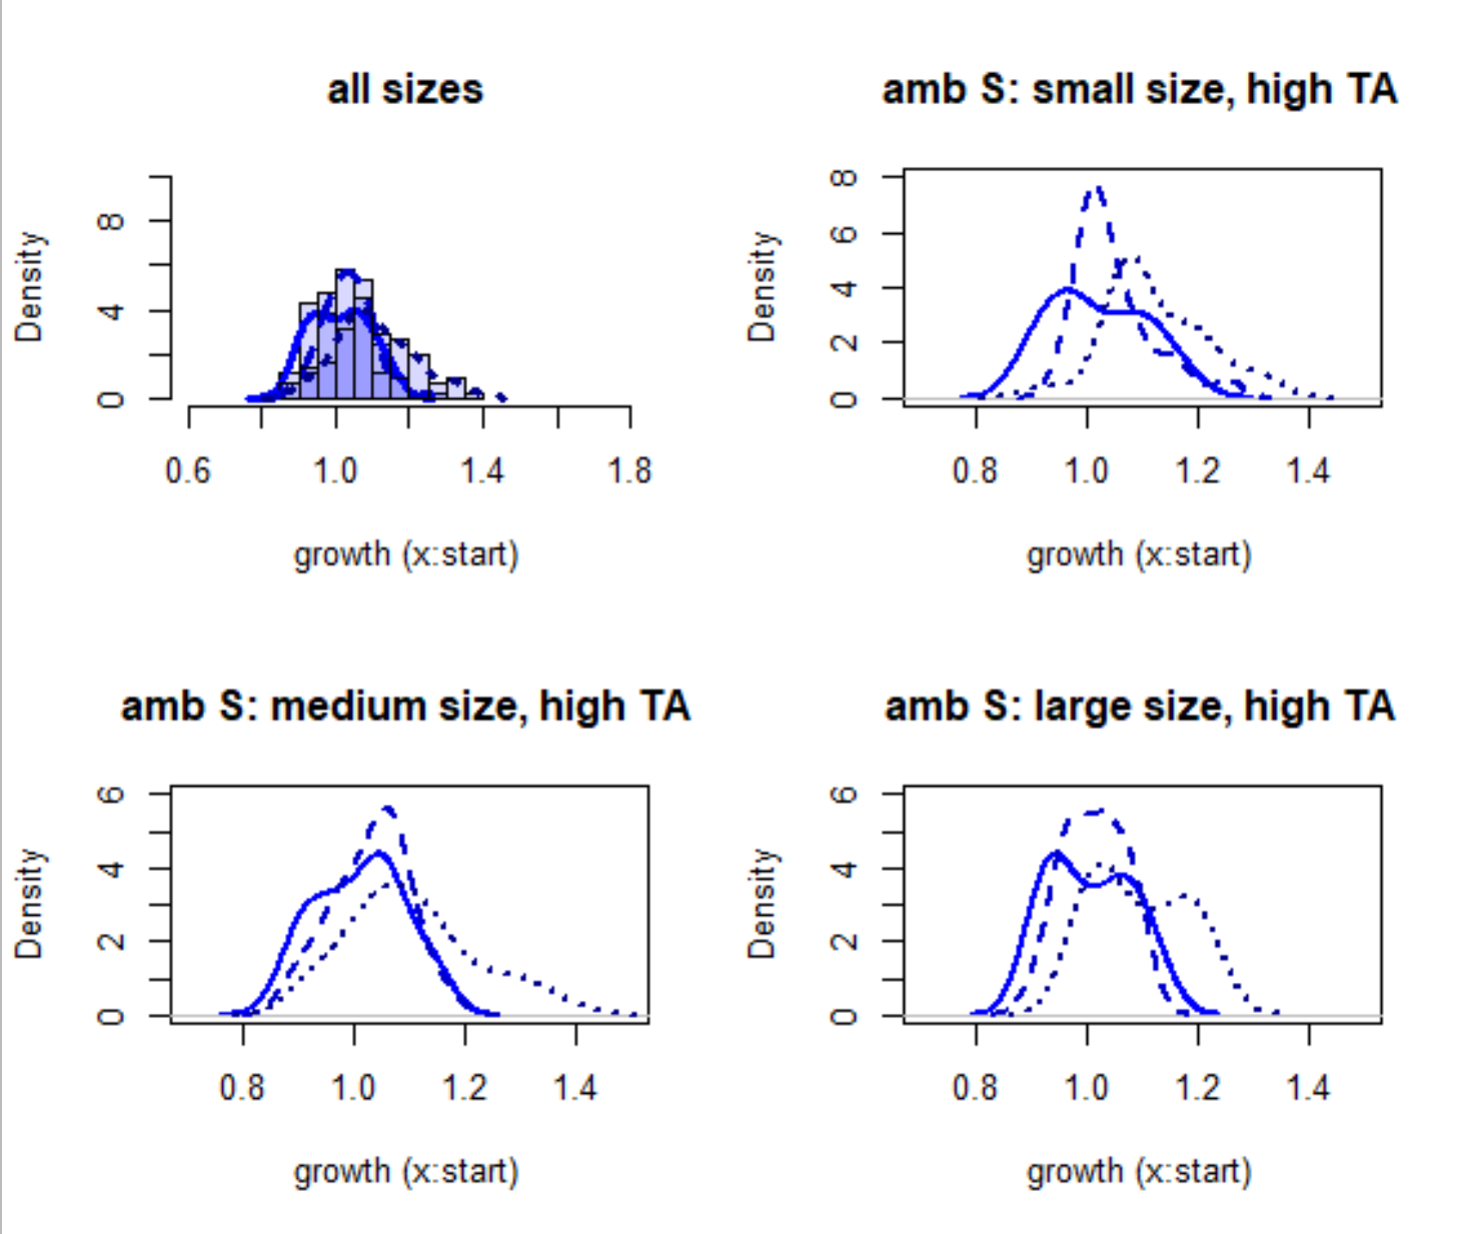 all sizes
Density
0 4 8
0.6 1.0 1.4 1.8
growth (x:start)
amb S: small size, high TA
Density
0 2 4 6 8
0.8 1.0 1.2 1.4
growth (x:start)
amb S: medium size, high TA
Density
0 2 4 6
0.8 1.0 1.2 1.4
growth (x:start)
amb S: large size, high TA
Density
0 2 4 6
0.8 1.0 1.2 1.4
growth (x:start)